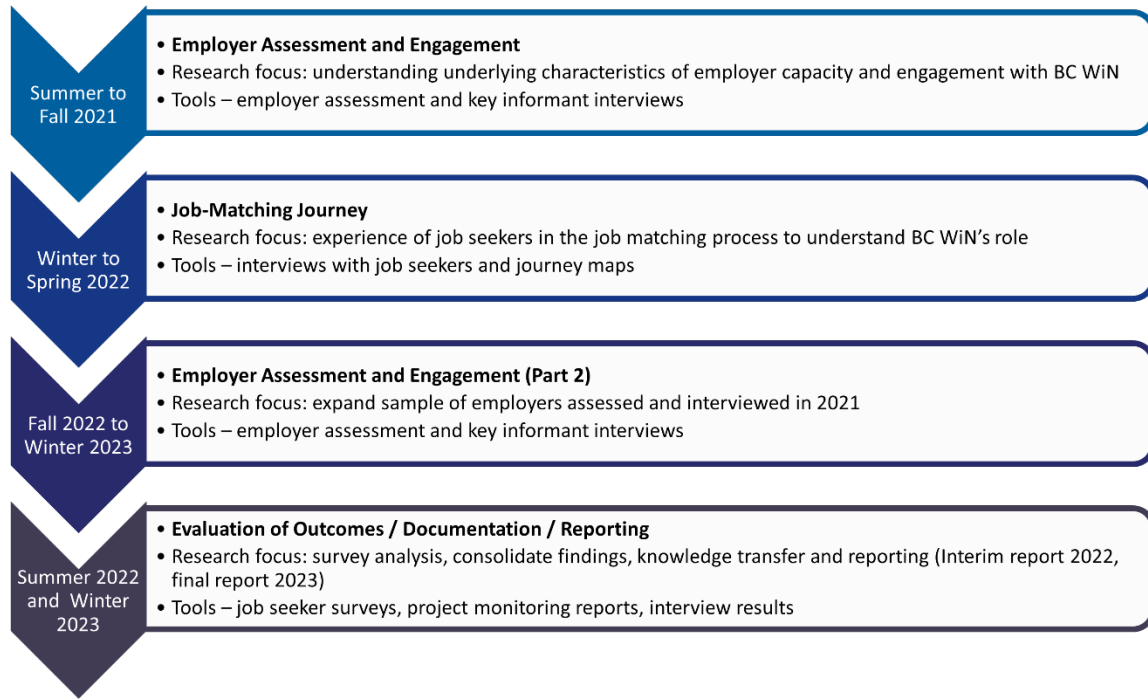 Summer to
Fall 2021
• Employer Assessment and Engagement
• Research focus: understanding underlying characteristics of employer capacity and engagement with BC WiN
• Tools – employer assessment and key informant interviews
Winter to
Spring 2022
• Job-Matching Journey
• Research focus: experience of job seekers in the job matching process to understand BC WiN’s role
• Tools – interviews with job seekers and journey maps
Fall 2022 to
Winter 2023
• Employer Assessment and Engagement (Part 2)
• Research focus: expand sample of employers assessed and interviewed in 2021
• Tools – employer assessment and key informant interviews
Summer 2022
and Winter
2023
• Evaluation of Outcomes / Documentation / Reporting
• Research focus: survey analysis, consolidate findings, knowledge transfer and reporting (Interim report 2022,
final report 2023)
• Tools – job seeker surveys, project monitoring reports, interview results